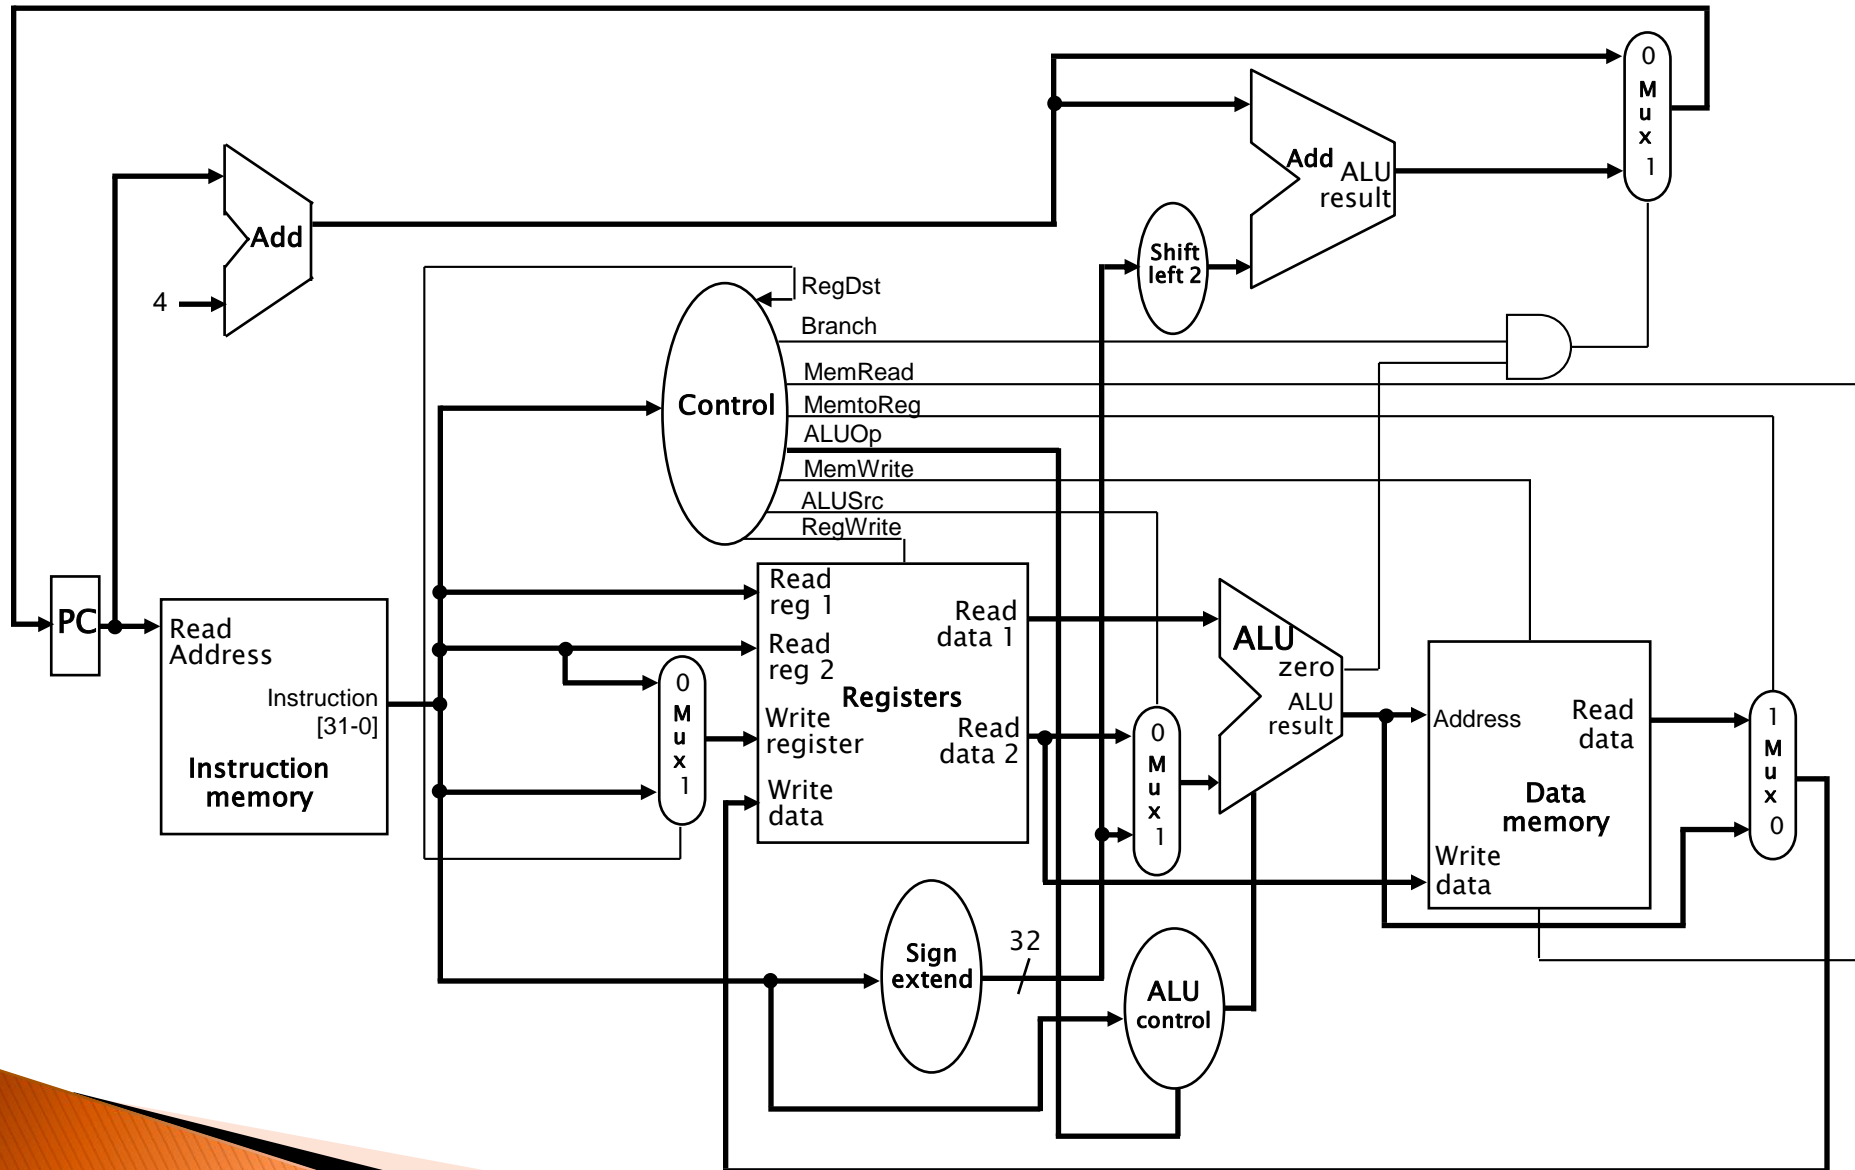 0
M
u
x
1
Add
ALU
result
Add
4
Shift
left 2
RegDst
Branch
MemRead
MemtoReg
ALUOp
MemWrite
ALUSrc
RegWrite
Control
PC
Read
Address
Instruction
[31-0]
Instruction
memory
0
M
u
x
1
Read
reg 1
Read
reg 2
Write
register
Write
data
Registers
Read
data 1
Read
data 2
0
M
u
x
1
ALU
zero
ALU
result
Address
Read
data
Data
memory
Write
data
1
M
u
x
0
Sign
extend
32
ALU
control